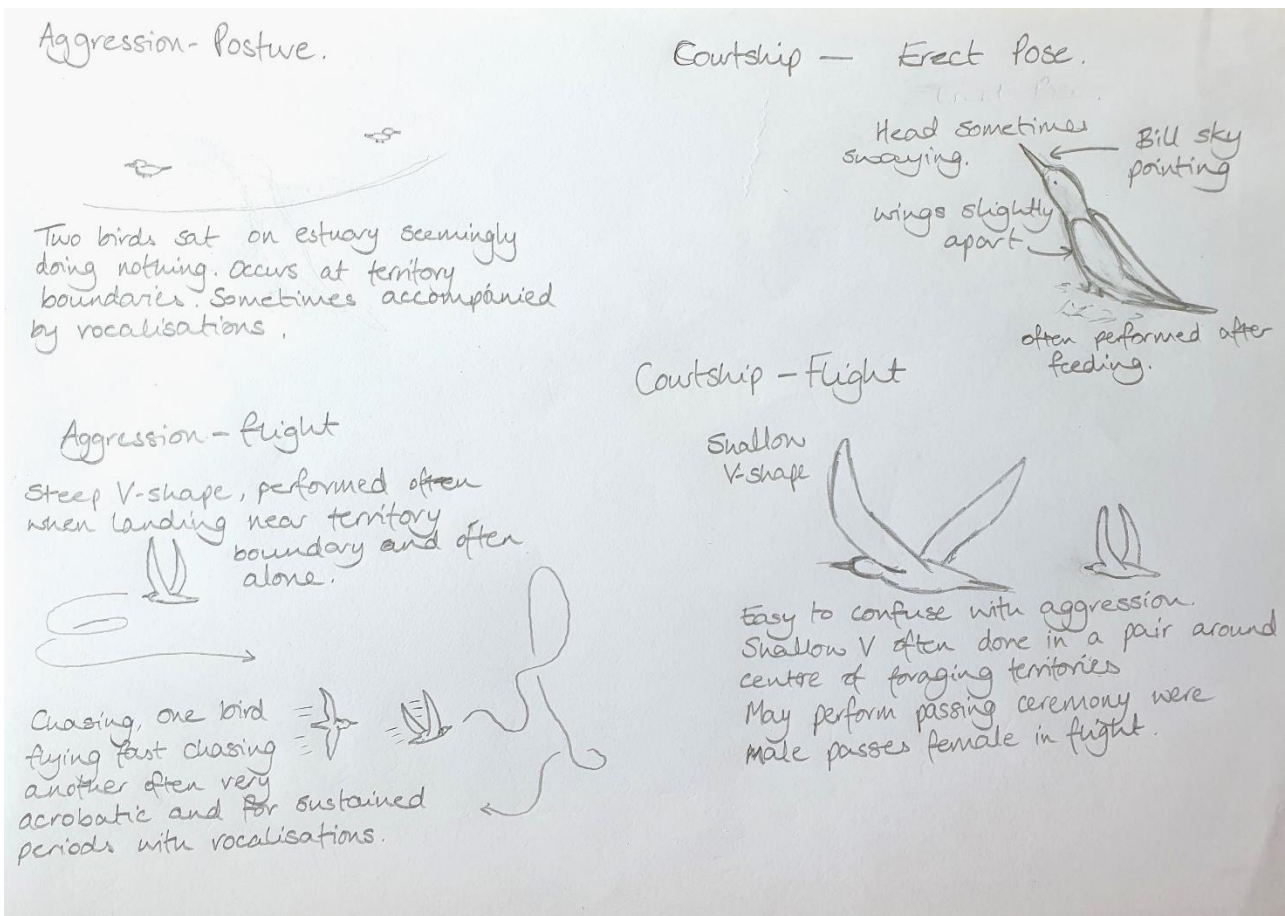 Aggression - Posture.
Two birds sat on estuary seemingly
doing nothing. Occurs at territory
boundaries. Sometimes accompanied
by vocalisations.
Aggression - flight
Steep V-shape, performed often
when landing near territory
boundary and often
alone.
Chasing, one bird
flying fast chasing
another often very
acrobatic and for sustained
periods with vocalisations.
Courtship - Erect Pose.
Head sometimes
swaying.
Bill sky
pointing
wings slightly
apart
often performed after
feeding.
Courtship - Flight
Shallow
V-shape
Easy to confuse with aggression.
Shallow V often done in a pair around
centre of foraging territories
May perform passing ceremony were
male passes female in flight.